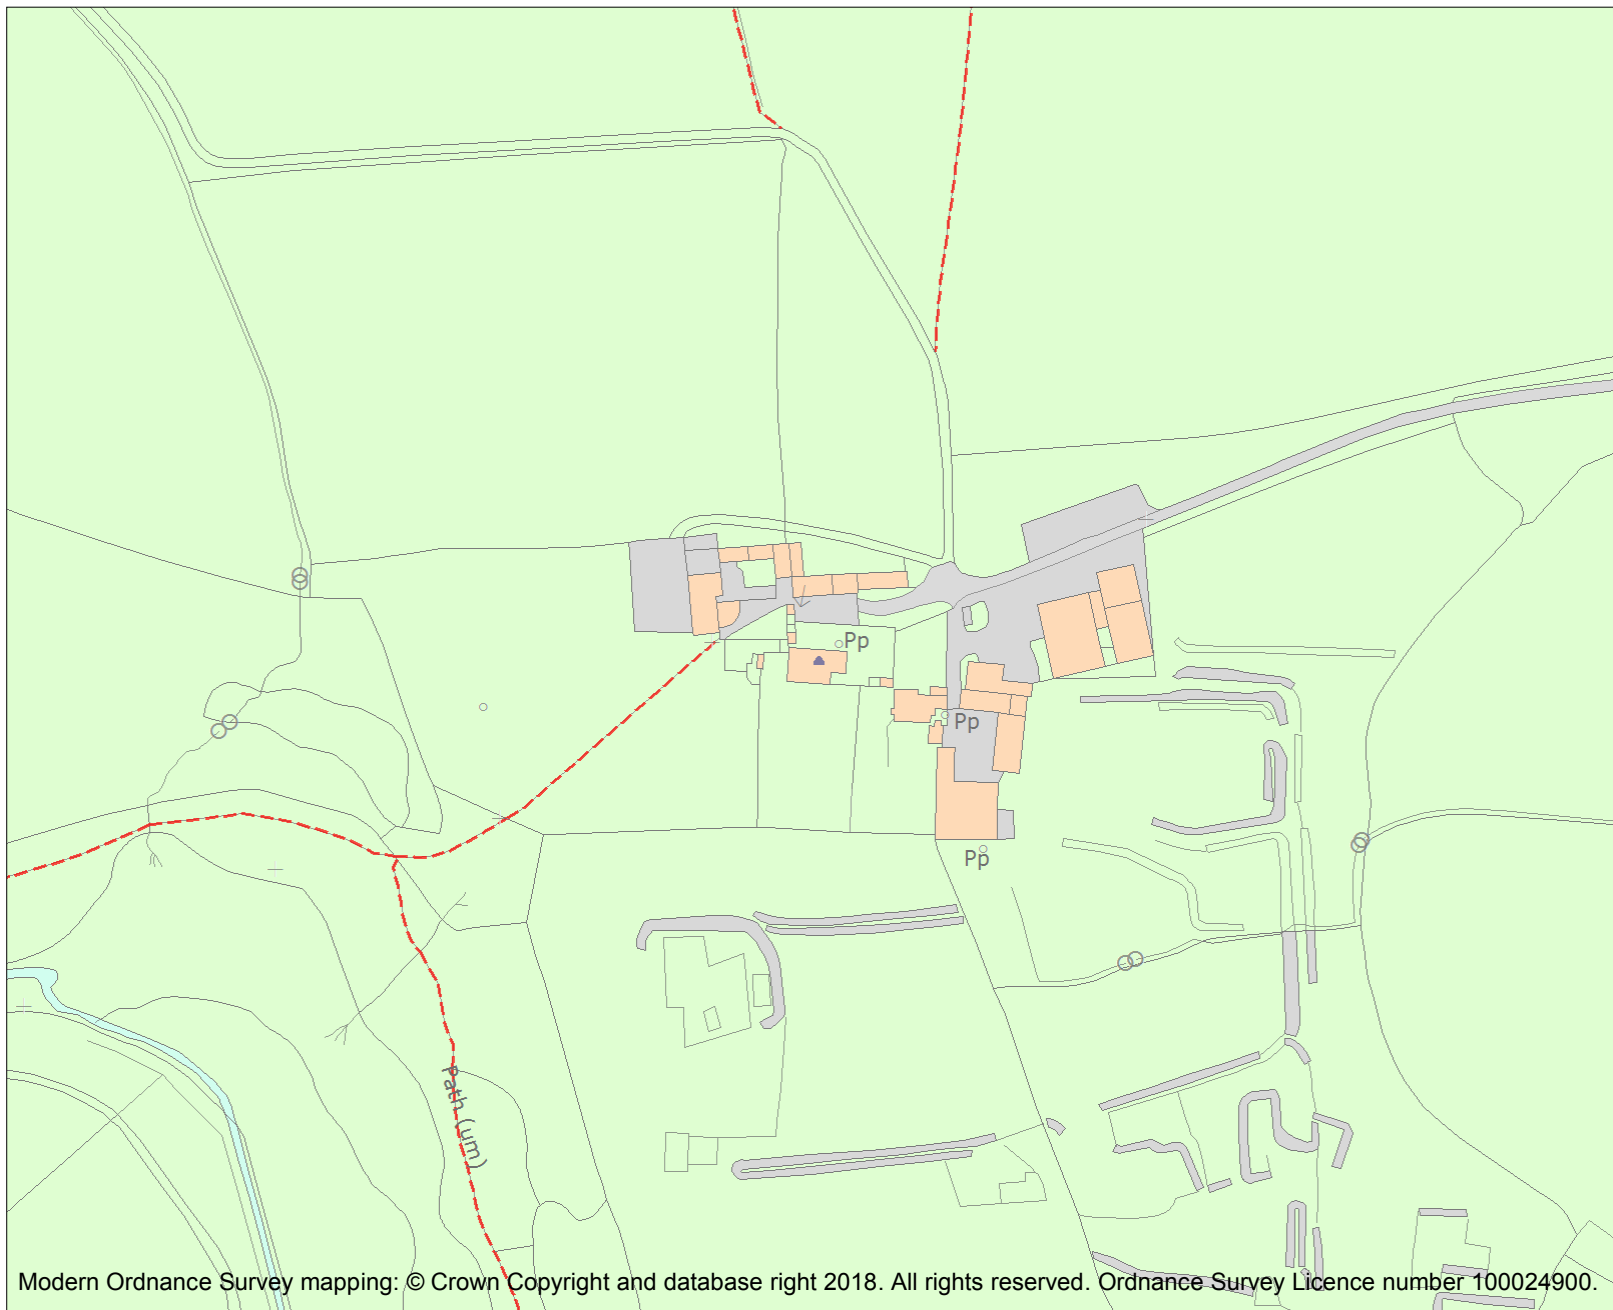 Pp
Pp
Pp
Path (um)
Modern Ordnance Survey mapping: © Crown Copyright and database right 2018. All rights reserved. Ordnance Survey Licence number 100024900.